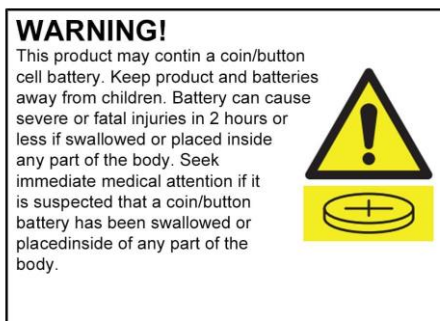 WARNING!
This product may contin a coin/button
cell battery. Keep product and batteries
away from children. Battery can cause
severe or fatal injuries in 2 hours or
less if swallowed or placed inside
any part of the body. Seek
immediate medical attention if it
is suspected that a coin/button
battery has been swallowed or
placedinside of any part of the
body.